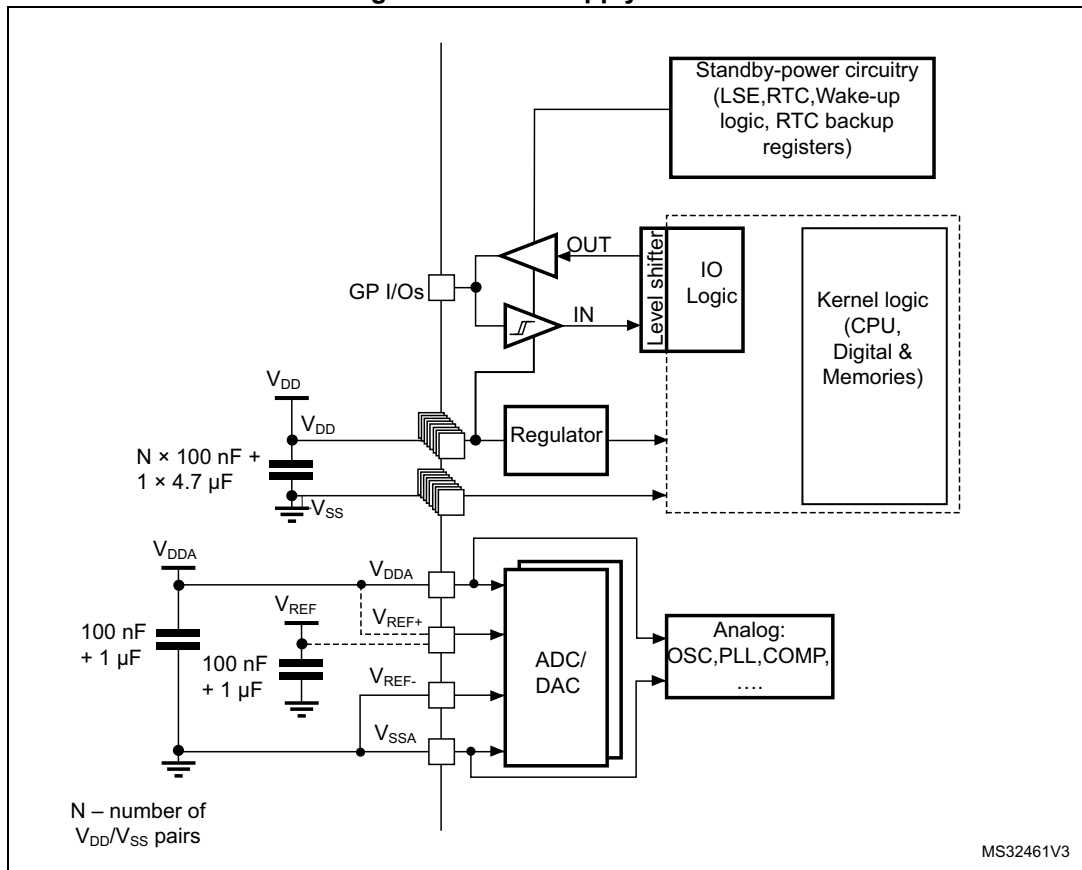 Standby-power circuitry
(LSE,RTC,Wake-up
logic, RTC backup
registers)
OUT
GP I/Os
IN
Level shifter
IO
Logic
Kernel logic
(CPU,
Digital &
Memories)
VDD
VDD
Regulator
N × 100 nF +
1 × 4.7 µF
VSS
VDDA
VDDA
VREF+
VREF
100 nF
+ 1 µF
100 nF
+ 1 µF
VREF-
VSSA
ADC/
DAC
Analog:
OSC,PLL,COMP,
....
N – number of
VDD/VSS pairs
MS32461V3